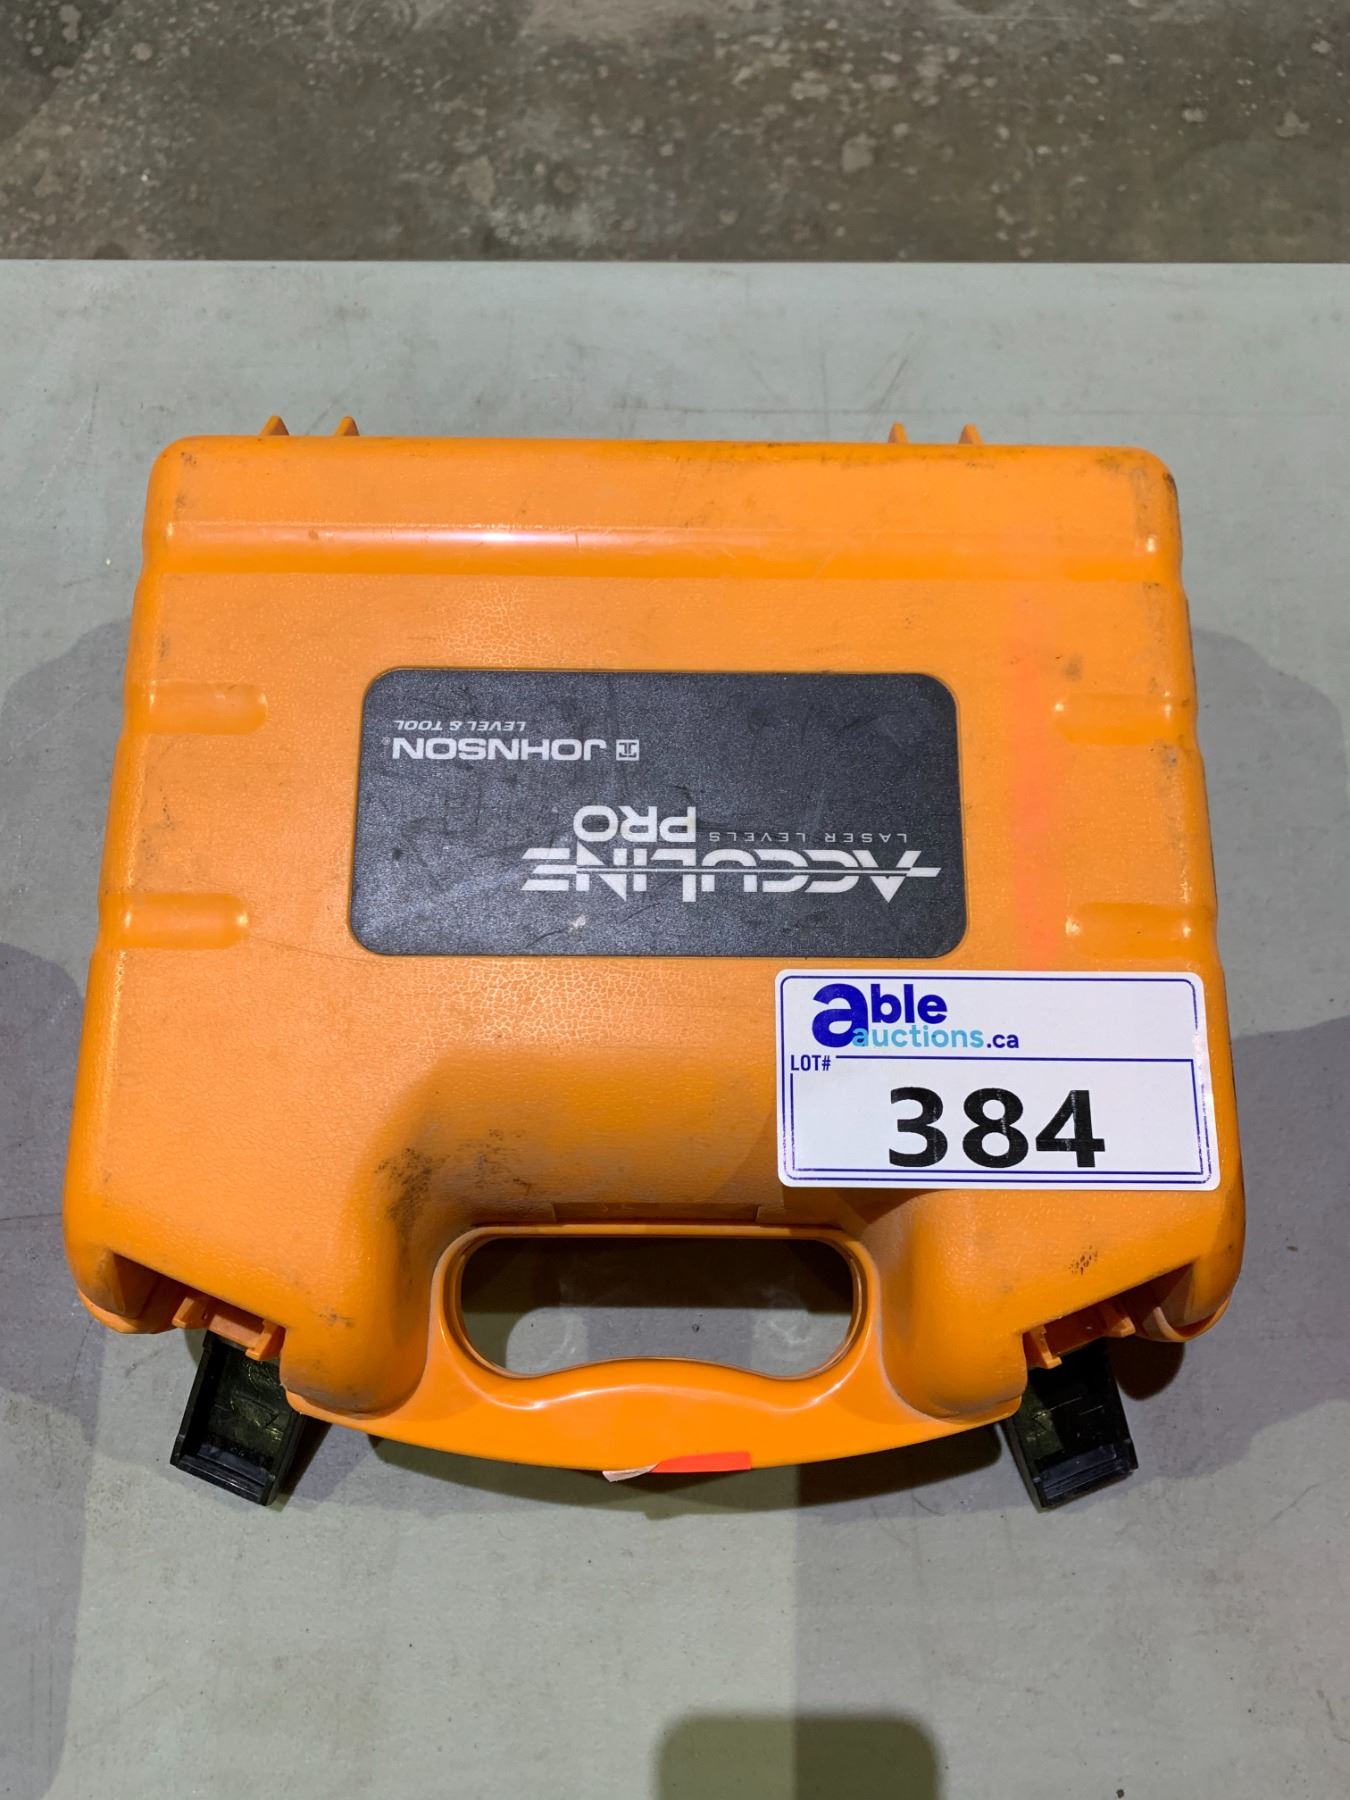 ACCULINE
PRO LASER LEVELS
JOHNSON®
LEVEL & TOOL
able
auctions.ca
LOT#
384